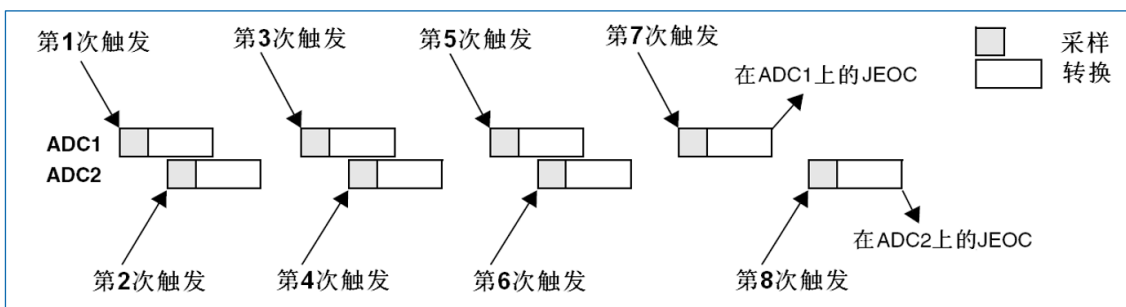 第1次触发
第3次触发
第5次触发
第7次触发
采样
转换
在ADC1上的JEOC
ADC1
ADC2
在ADC2上的JEOC
第2次触发
第4次触发
第6次触发
第8次触发